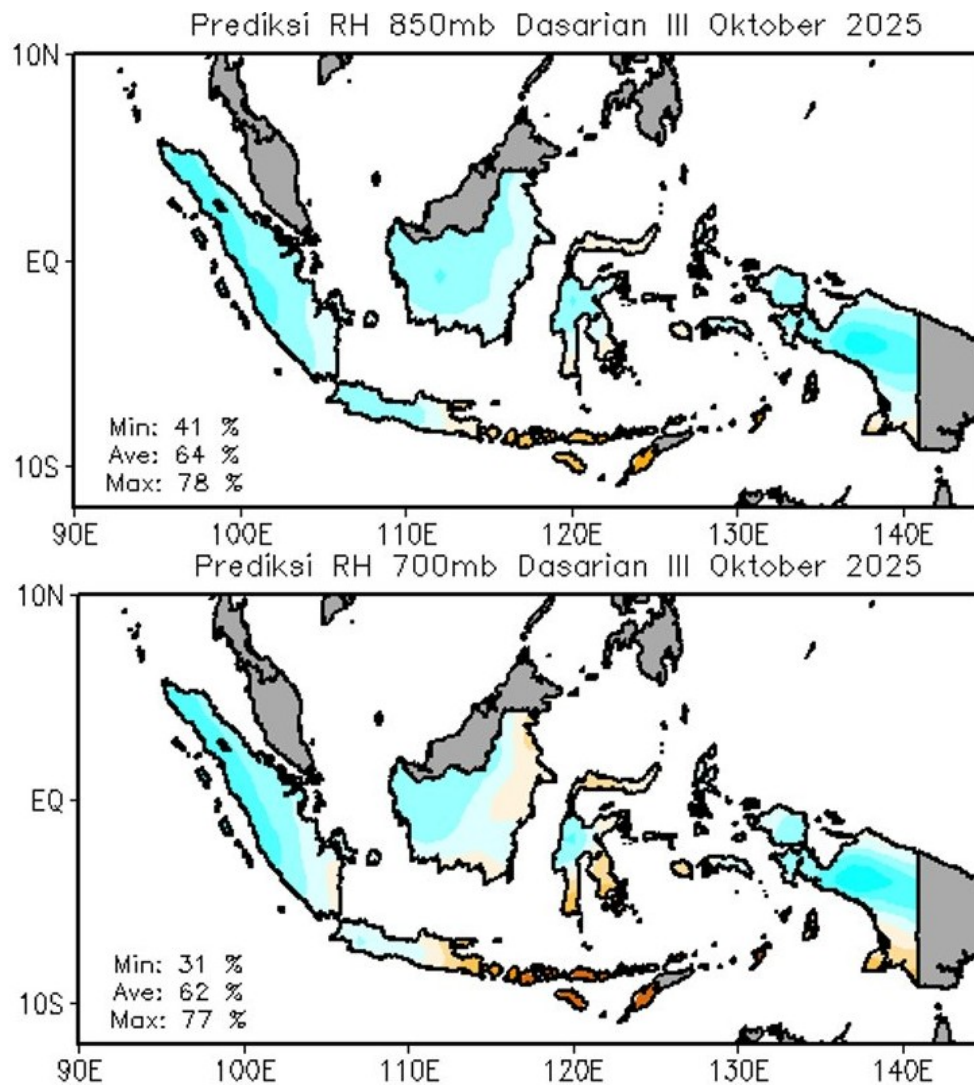 Prediksi RH 850mb Dasarian III Oktober 2025
10N
EQ
10S
Min: 41 %
Ave: 64 %
Max: 78 %
90E 100E 110E 120E 130E 140E
Prediksi RH 700mb Dasarian III Oktober 2025
10N
EQ
10S
Min: 31 %
Ave: 62 %
Max: 77 %
90E 100E 110E 120E 130E 140E